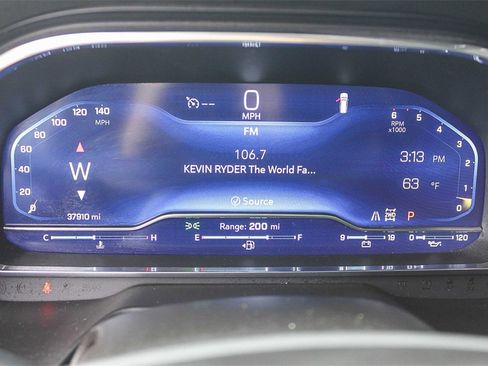 -- 0
MPH
120 140
MPH
100
80
60
40
20
0
W
37910 mi
FM
106.7
KEVIN RYDER The World Fa...
Source
6 5
RPM
x1000
4
3
2
1
0
3:13 PM
63 °F
2WD P
Range: 200 mi
C H
E F
9 19
0 120